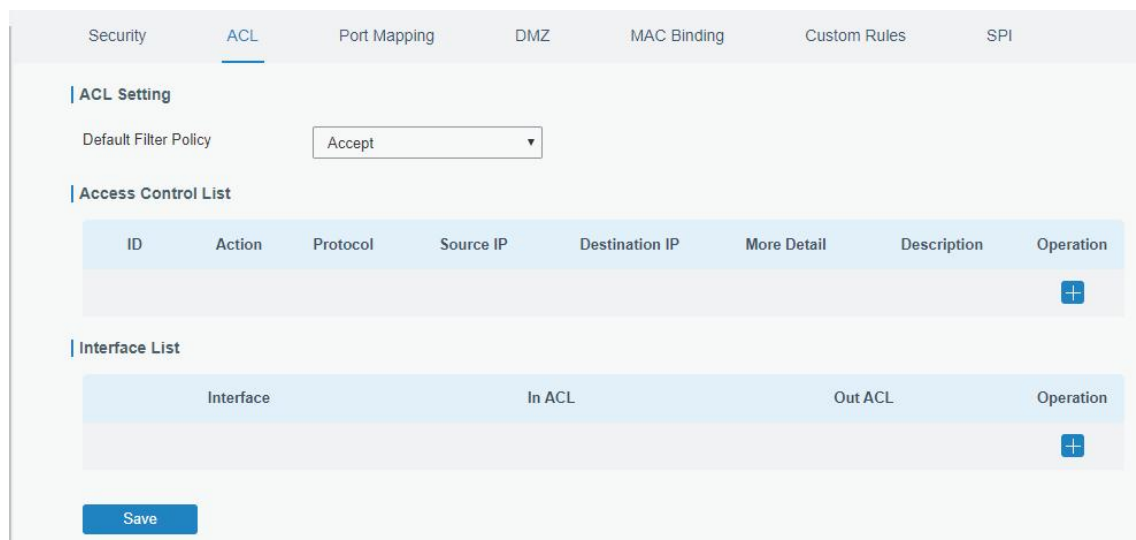 Security ACL Port Mapping DMZ MAC Binding Custom Rules SPI
ACL Setting
Default Filter Policy Accept
Access Control List
ID Action Protocol Source IP Destination IP More Detail Description Operation
Interface List
Interface In ACL Out ACL Operation
Save